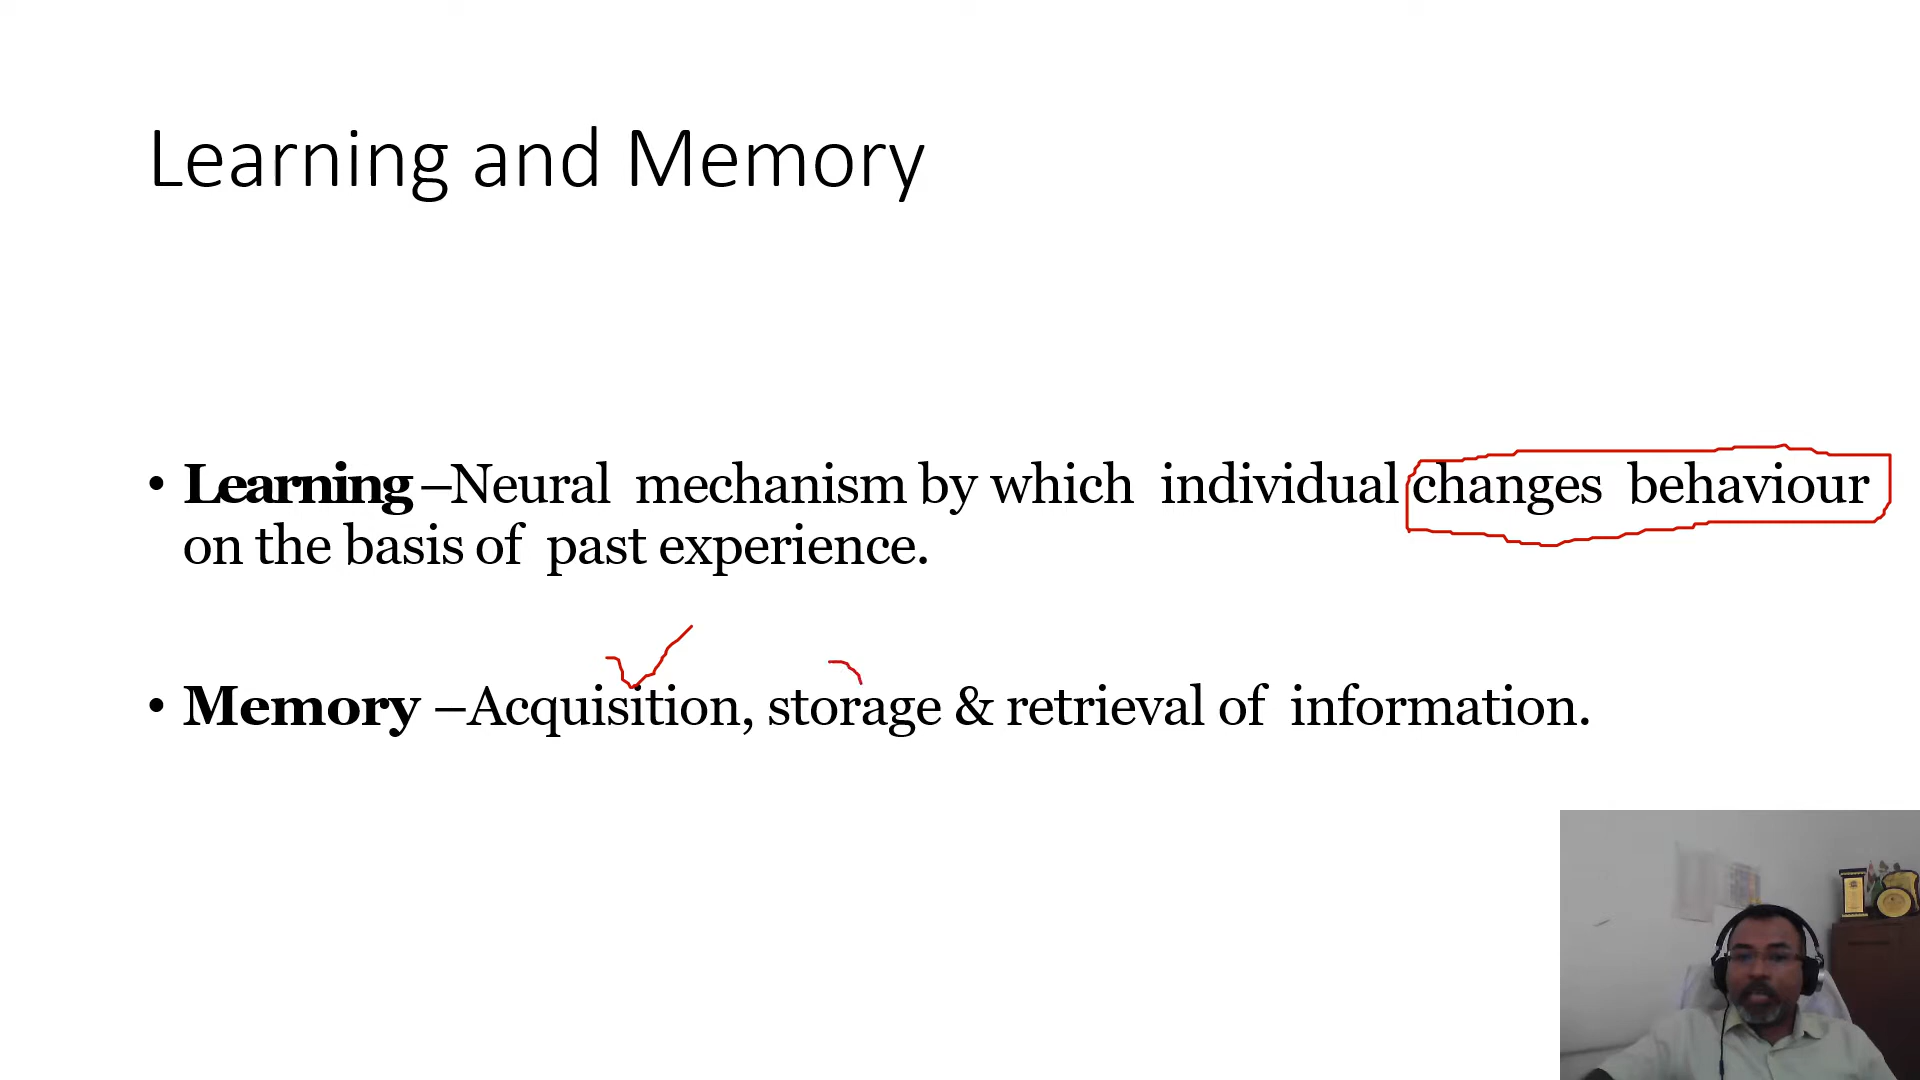 Learning and Memory
• Learning –Neural mechanism by which individual changes behaviour
on the basis of past experience.
• Memory –Acquisition, storage & retrieval of information.